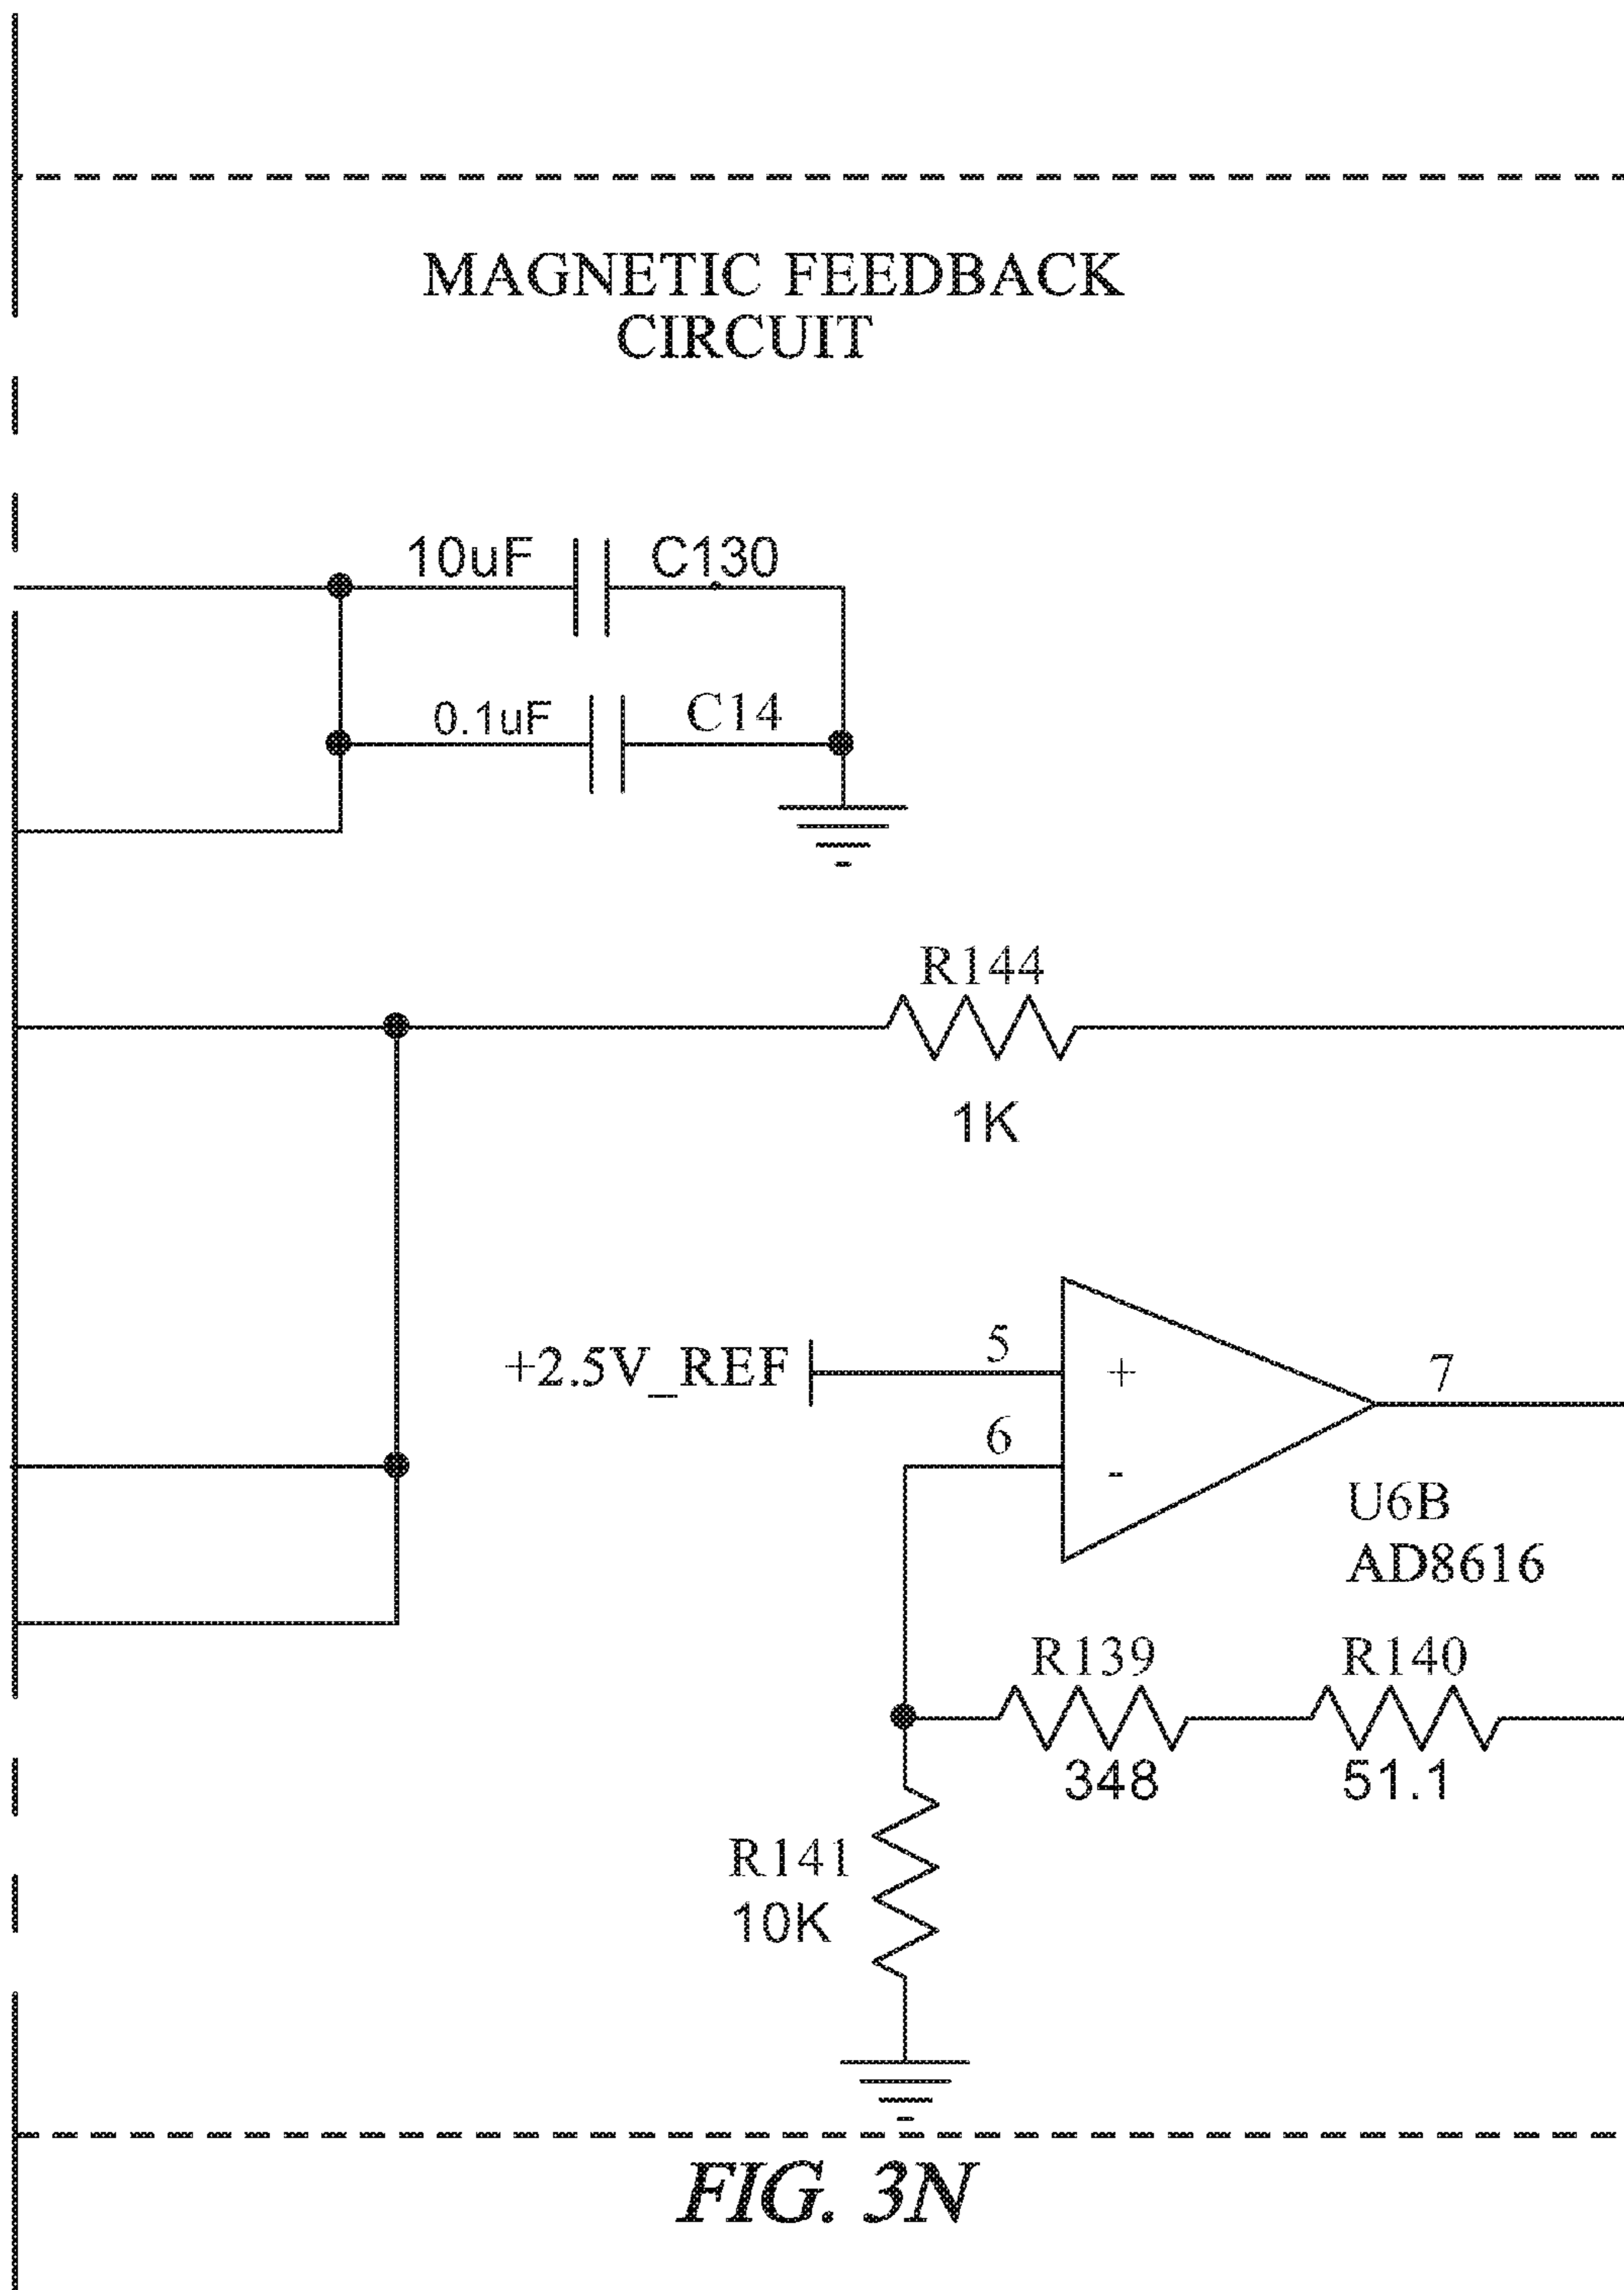 MAGNETIC FEEDBACK
CIRCUIT
10uF C130
0.1uF C14
R144
1K
+2.5V_REF 5 + 7
6 -
U6B
AD8616
R139 R140
348 51.1
R141
10K
FIG. 3N